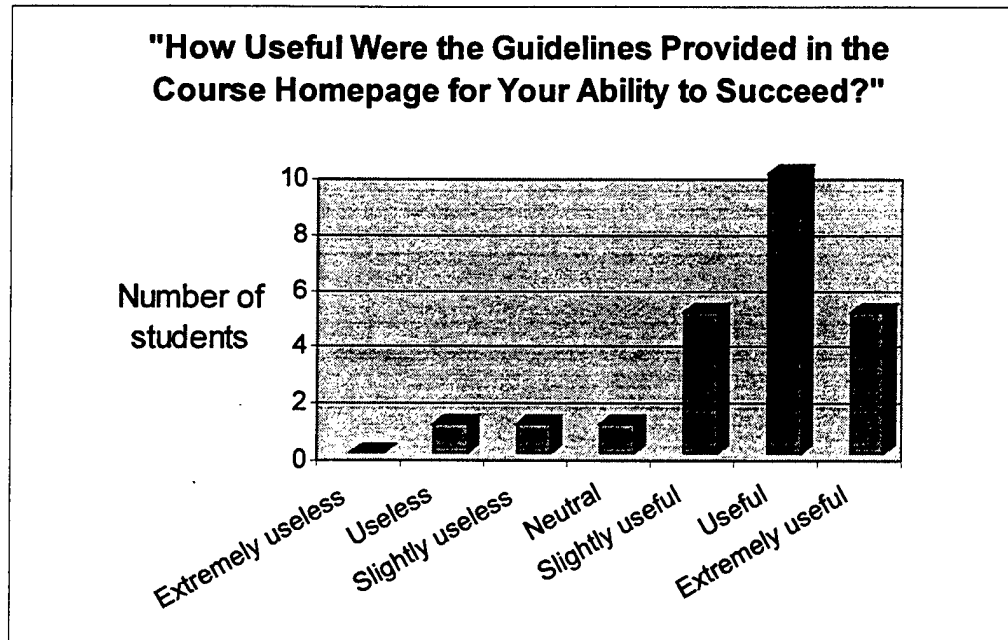 "How Useful Were the Guidelines Provided in the
Course Homepage for Your Ability to Succeed?"
Number of
students
10
8
6
4
2
0
Extremely useless
Useless
Slightly useless
Neutral
Slightly useful
Useful
Extremely useful